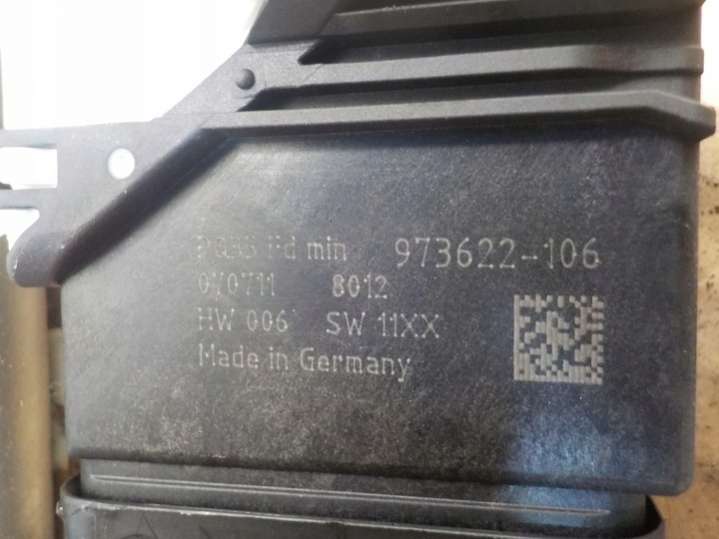 min 973622-106
8012
HW 006 SW 11XX
Made in Germany